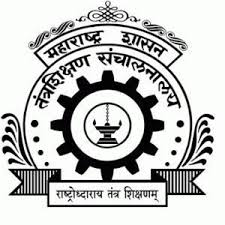 महाराष्ट्र शासन
तंत्रशिक्षण संचालनालय
राष्ट्रोध्दाराय तंत्र शिक्षणम्